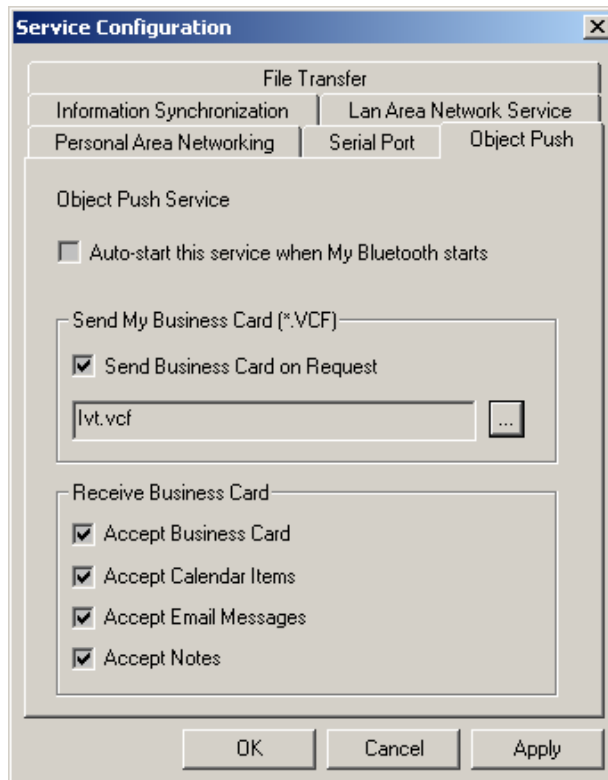 Service Configuration
File Transfer
Information Synchronization
Lan Area Network Service
Personal Area Networking
Serial Port
Object Push
Object Push Service
Auto-start this service when My Bluetooth starts
Send My Business Card (*.VCF)
Send Business Card on Request
Ivt.vcf
...
Receive Business Card
Accept Business Card
Accept Calendar Items
Accept Email Messages
Accept Notes
OK
Cancel
Apply